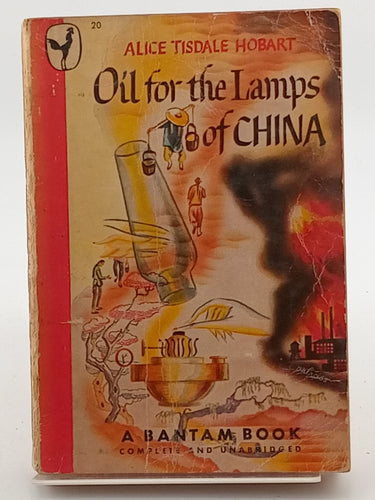 20
ALICE TISDALE HOBART
Oil for the Lamps
of CHINA
A BANTAM BOOK
COMPLETE AND UNABRIDGED